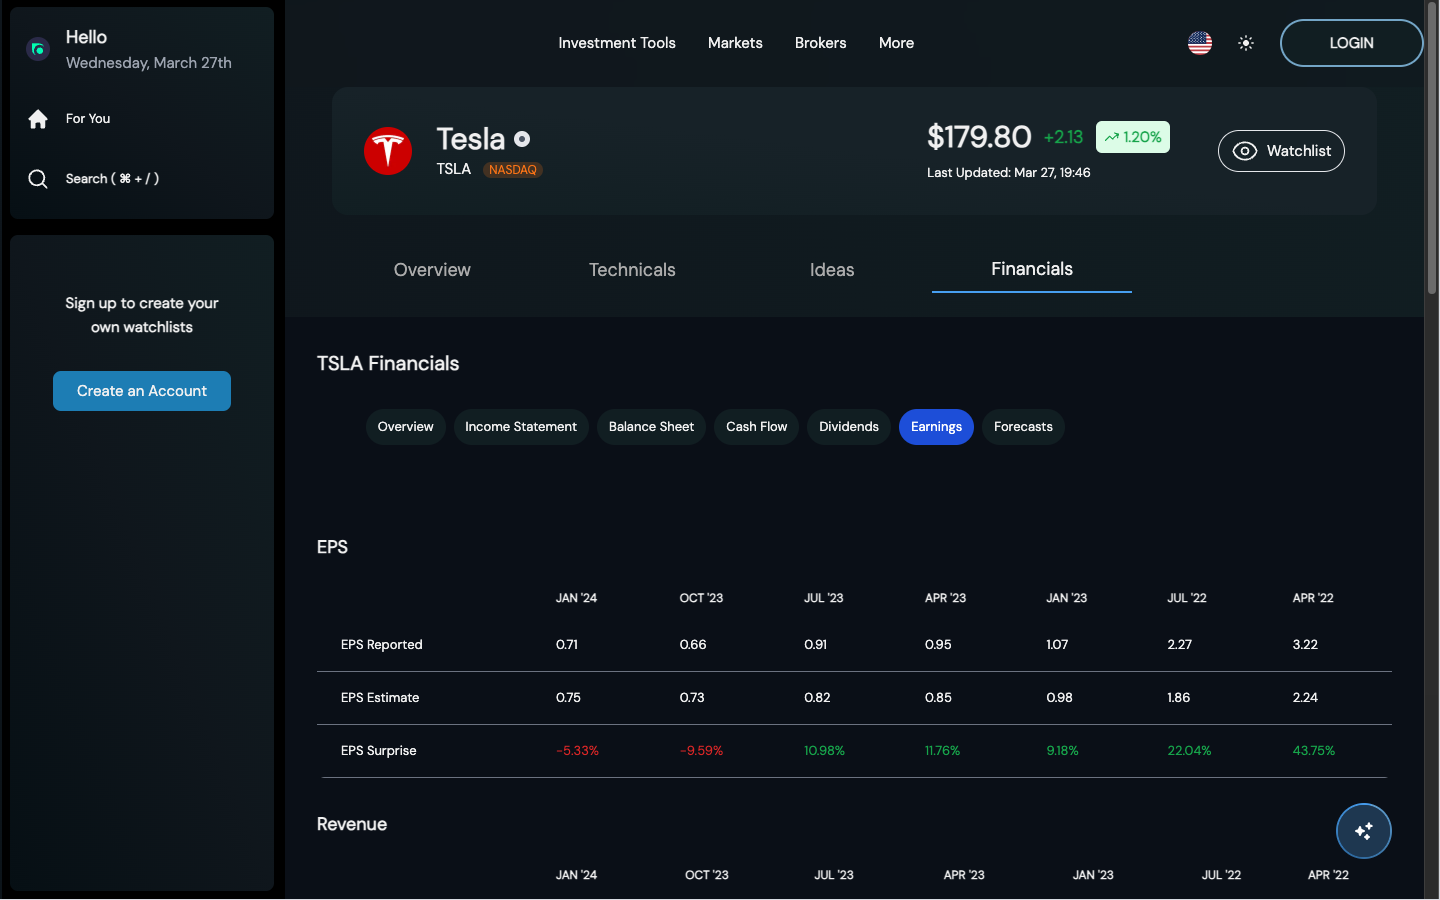 Hello
Wednesday, March 27th
For You
Search ( ⌘ + / )
Sign up to create your
own watchlists
Create an Account
Investment Tools Markets Brokers More
LOGIN
Tesla
TSLA NASDAQ
$179.80 +2.13 1.20%
Last Updated: Mar 27, 19:46
Watchlist
Overview Technicals Ideas Financials
TSLA Financials
Overview Income Statement Balance Sheet Cash Flow Dividends Earnings Forecasts
EPS
JAN '24 OCT '23 JUL '23 APR '23 JAN '23 JUL '22 APR '22
EPS Reported 0.71 0.66 0.91 0.95 1.07 2.27 3.22
EPS Estimate 0.75 0.73 0.82 0.85 0.98 1.86 2.24
EPS Surprise -5.33% -9.59% 10.98% 11.76% 9.18% 22.04% 43.75%
Revenue
JAN '24 OCT '23 JUL '23 APR '23 JAN '23 JUL '22 APR '22